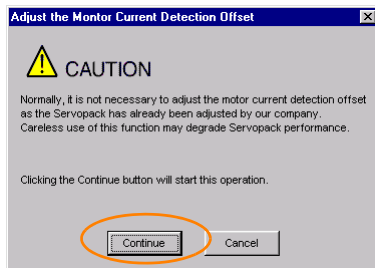 Adjust the Montor Current Detection Offset
CAUTION
Normally, it is not necessary to adjust the motor current detection offset
as the Servopack has already been adjusted by our company.
Careless use of this function may degrade Servopack performance.
Clicking the Continue button will start this operation.
Continue
Cancel